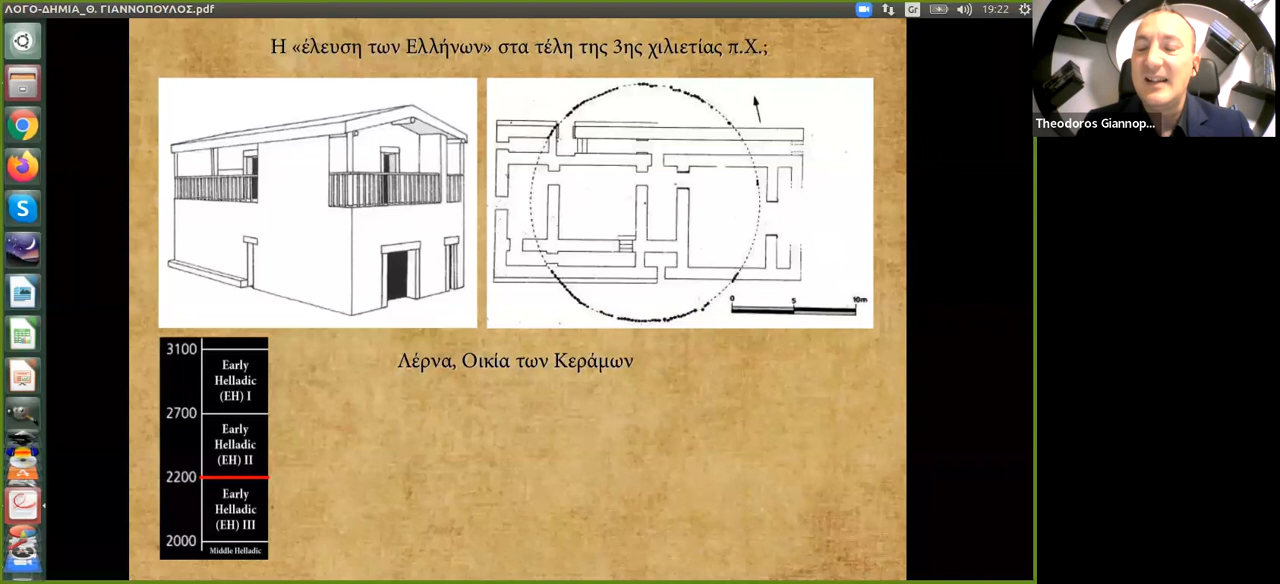 ΛΟΓΟ-ΔΗΜΙΑ_Θ. ΓΙΑΝΝΟΠΟΥΛΟΣ.pdf
Gr
19:22
Η «έλευση των Ελλήνων» στα τέλη της 3ης χιλιετίας π.Χ.;
0 5 10m
Theodoros Giannop...
Λέρνα, Οικία των Κεράμων
3100
Early
Helladic
(EH) I
2700
Early
Helladic
(EH) II
2200
Early
Helladic
(EH) III
2000
Middle Helladic